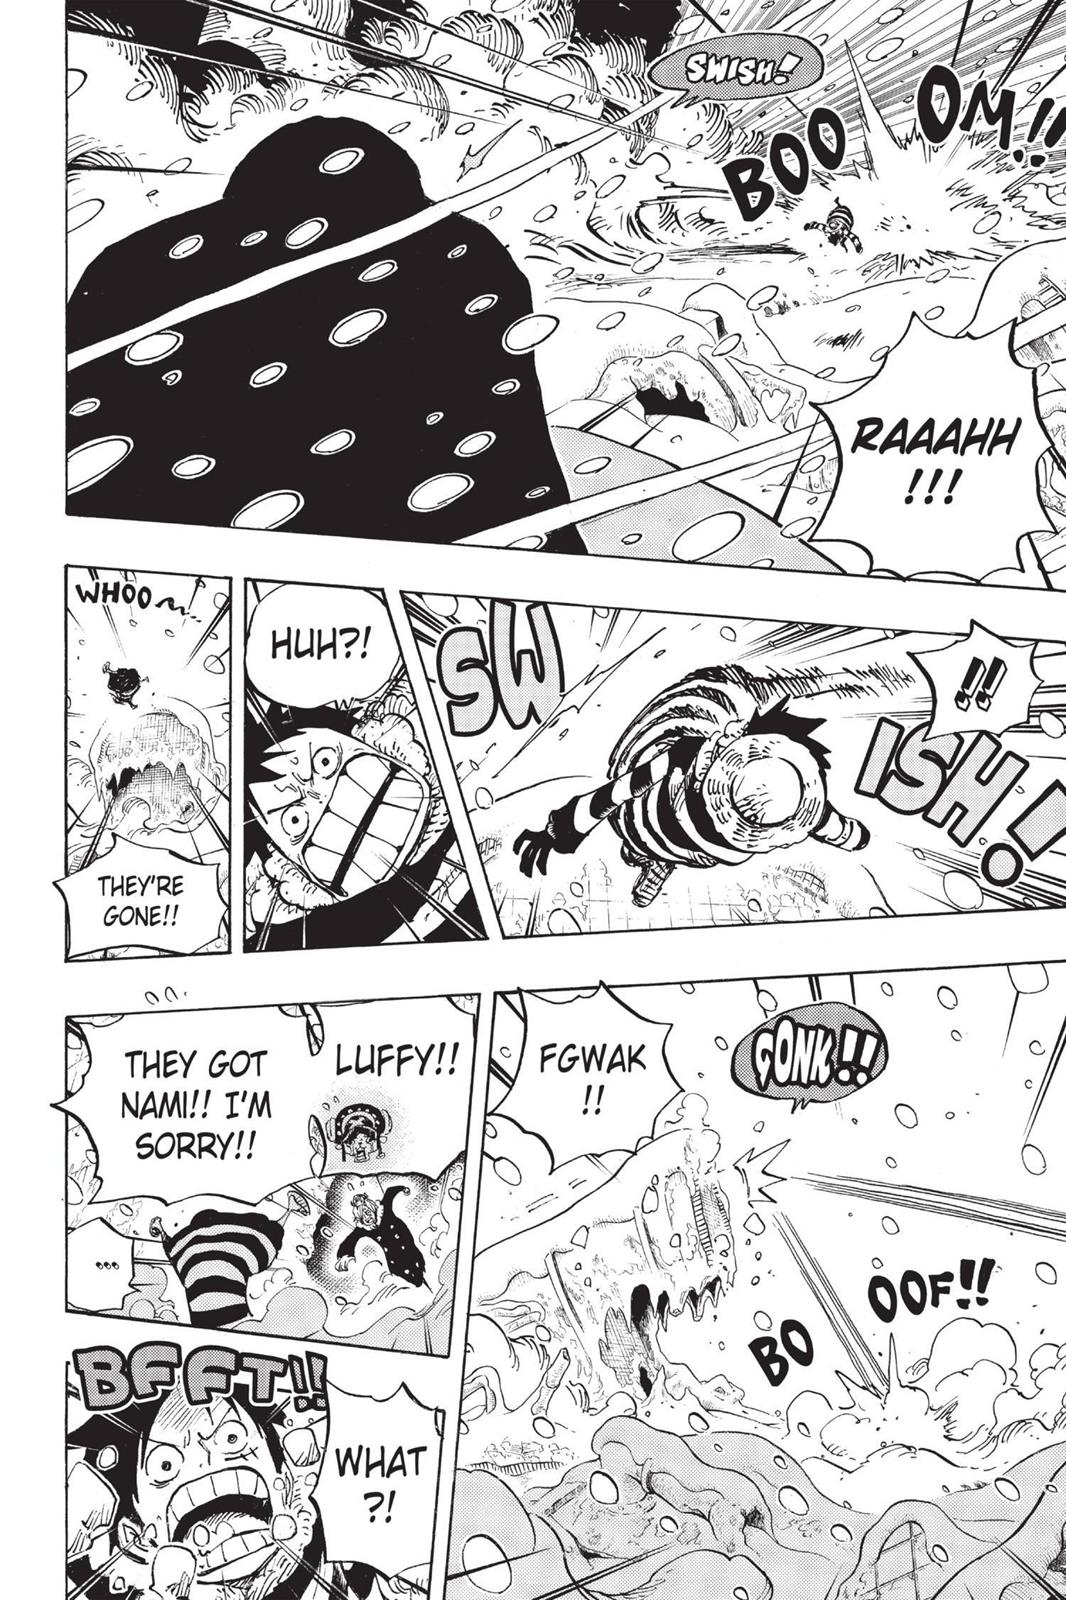 SWISH!
BOO
OM!!
RAAAHH
!!!
!!
SW
ISH!
HUH?!
WHOO
THEY'RE
GONE!!
GONK!!
FGWAK
!!
BO
OOF!!
LUFFY!!
THEY GOT
NAMI!! I'M
SORRY!!
...
BFFT!!
WHAT
?!